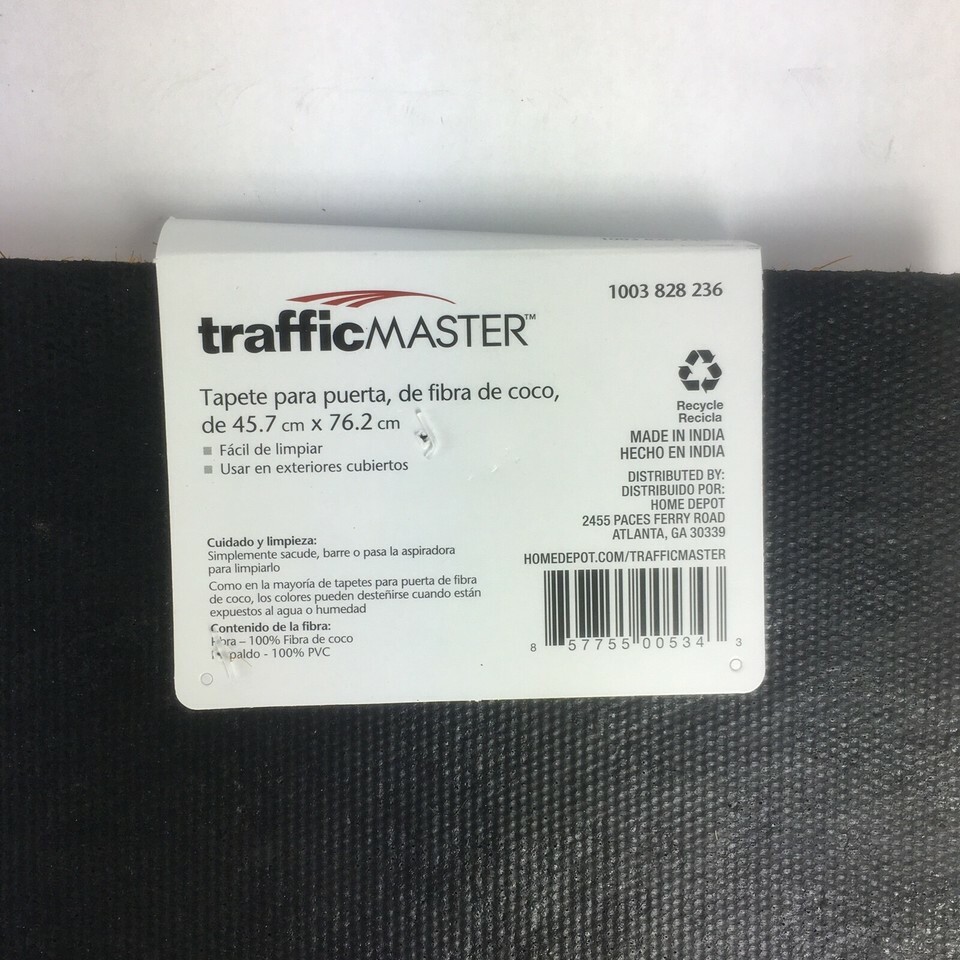 trafficMASTER™
1003 828 236
Tapete para puerta, de fibra de coco,
de 45.7 cm x 76.2 cm
Fácil de limpiar
Usar en exteriores cubiertos
Recycle
Recicla
MADE IN INDIA
HECHO EN INDIA
DISTRIBUTED BY:
DISTRIBUIDO POR:
HOME DEPOT
2455 PACES FERRY ROAD
ATLANTA, GA 30339
HOMEDEPOT.COM/TRAFFICMASTER
8 57755 00534 3
Cuidado y limpieza:
Simplemente sacude, barre o pasa la aspiradora
para limpiarlo
Como en la mayoría de tapetes para puerta de fibra
de coco, los colores pueden desteñirse cuando están
expuestos al agua o humedad
Contenido de la fibra:
– 100% Fibra de coco
- 100% PVC